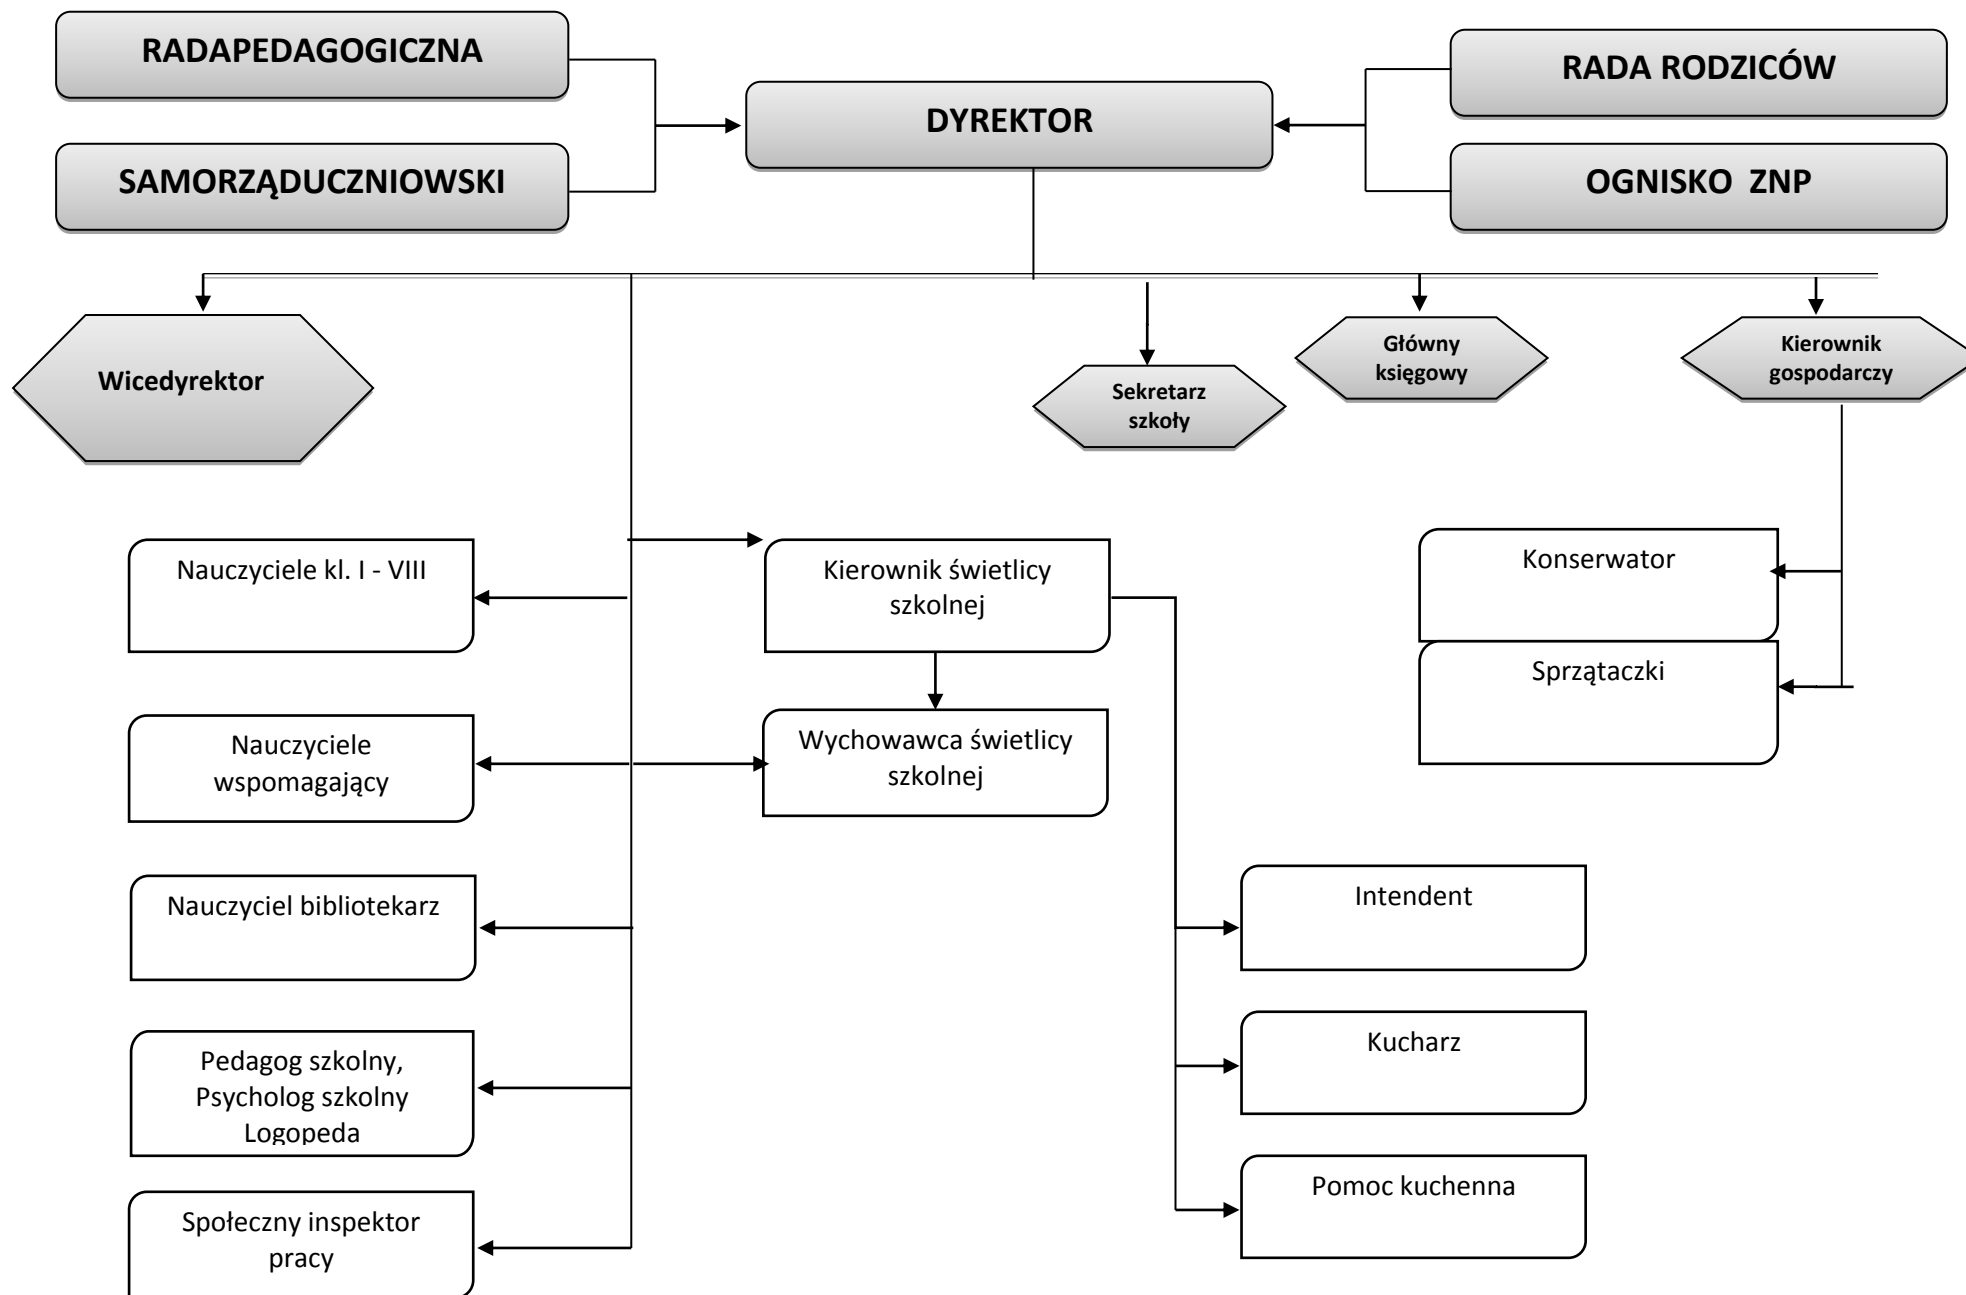 RADAPEDAGOGICZNA
RADA RODZICÓW
DYREKTOR
SAMORZĄDUCZNIOWSKI
OGNISKO  ZNP
Wicedyrektor
Sekretarz
szkoły
Główny
księgowy
Kierownik
gospodarczy
Nauczyciele kl. I - VIII
Kierownik świetlicy
szkolnej
Konserwator
Sprzątaczki
Nauczyciele
wspomagający
Wychowawca świetlicy
szkolnej
Nauczyciel bibliotekarz
Intendent
Pedagog szkolny,
Psycholog szkolny
Logopeda
Kucharz
Pomoc kuchenna
Społeczny inspektor
pracy